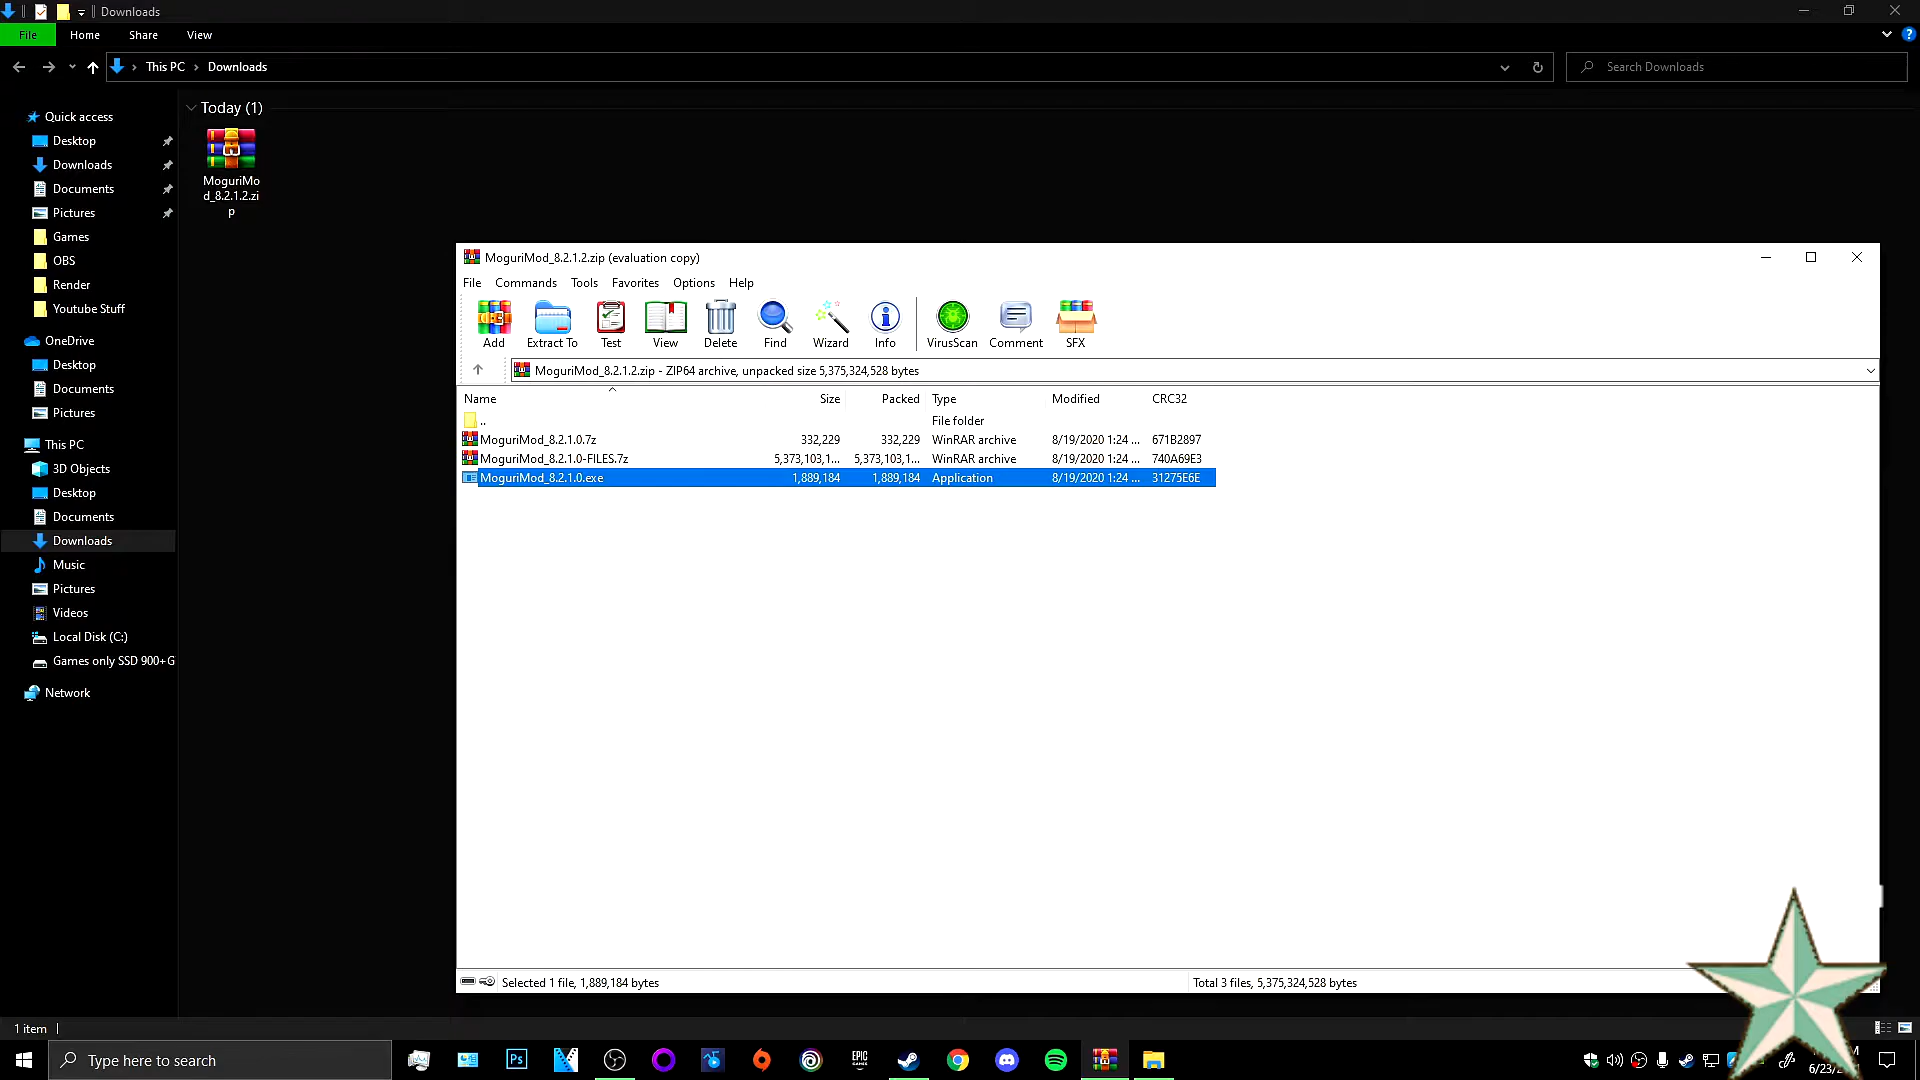 Downloads
File Home Share View
This PC Downloads
Search Downloads
Quick access
Desktop
Downloads
Documents
Pictures
Games
OBS
Render
Youtube Stuff
OneDrive
Desktop
Documents
Pictures
This PC
3D Objects
Desktop
Documents
Downloads
Music
Pictures
Videos
Local Disk (C:)
Games only SSD 900+G
Network
Today (1)
MoguriMo
d_8.2.1.2.zi
p
MoguriMod_8.2.1.2.zip (evaluation copy)
File Commands Tools Favorites Options Help
Add Extract To Test View Delete Find Wizard Info VirusScan Comment SFX
MoguriMod_8.2.1.2.zip - ZIP64 archive, unpacked size 5,375,324,528 bytes
Name Size Packed Type Modified CRC32
.. File folder
MoguriMod_8.2.1.0.7z 332,229 332,229 WinRAR archive 8/19/2020 1:24 ... 671B2897
MoguriMod_8.2.1.0-FILES.7z 5,373,103,1... 5,373,103,1... WinRAR archive 8/19/2020 1:24 ... 740A69E3
MoguriMod_8.2.1.0.exe 1,889,184 1,889,184 Application 8/19/2020 1:24 ... 31275E6E
Selected 1 file, 1,889,184 bytes
Total 3 files, 5,375,324,528 bytes
1 item
Type here to search
Ps
EPIC
GAMES